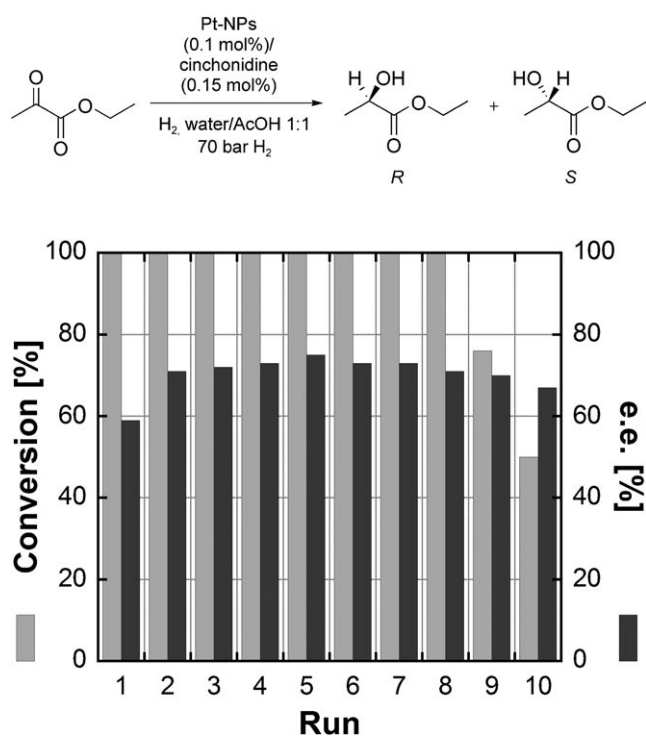 Pt-NPs
(0.1 mol%)/
cinchonidine
(0.15 mol%)
H2, water/AcOH 1:1
70 bar H2
O
O
O
H OH
O
O
R
+
HO H
O
O
S
100
80
60
40
20
0
Conversion [%]
100
80
60
40
20
0
e.e. [%]
1 2 3 4 5 6 7 8 9 10
Run